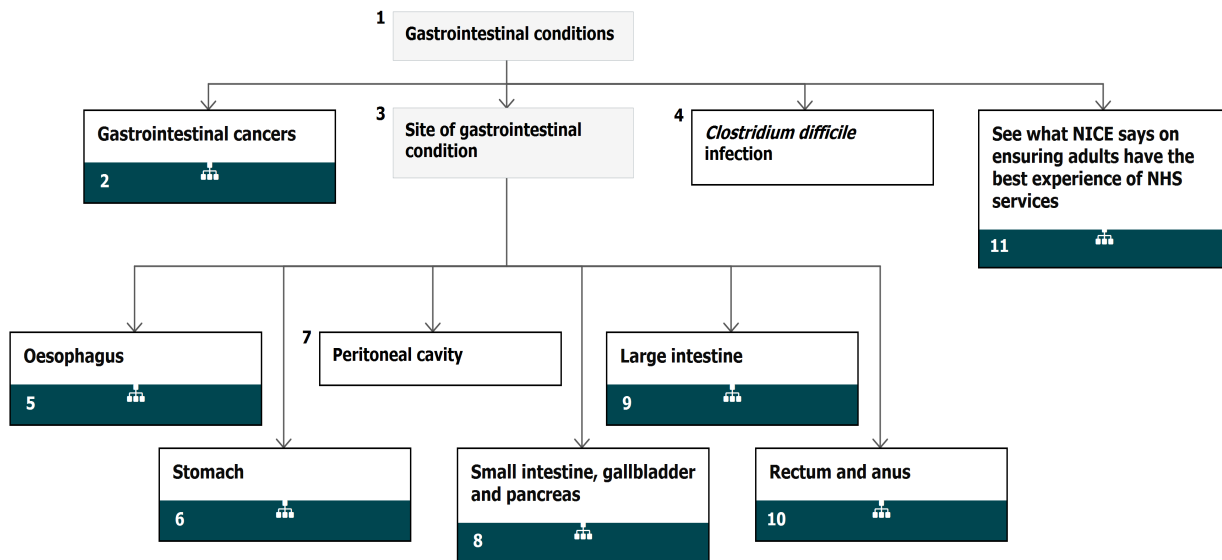 1
Gastrointestinal conditions
Gastrointestinal cancers
2
3
Site of gastrointestinal
condition
4
Clostridium difficile
infection
See what NICE says on
ensuring adults have the
best experience of NHS
services
11
Oesophagus
5
7
Peritoneal cavity
Large intestine
9
Stomach
6
Small intestine, gallbladder
and pancreas
8
Rectum and anus
10